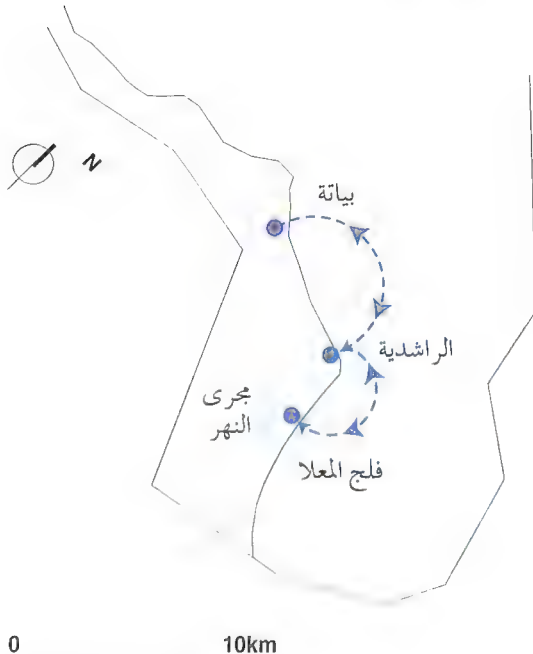 N
بياتة
الراشدية
مجرى
النهر
فلج المعلا
0 10km